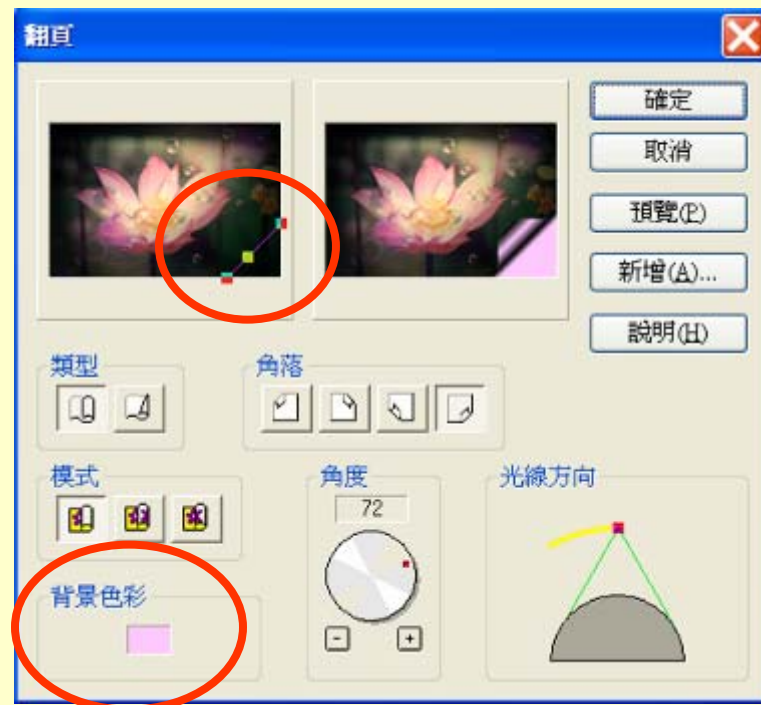 翻頁
確定
取消
預覽(P)
新增(A)...
說明(H)
類型
角落
模式
角度
72
光線方向
背景色彩